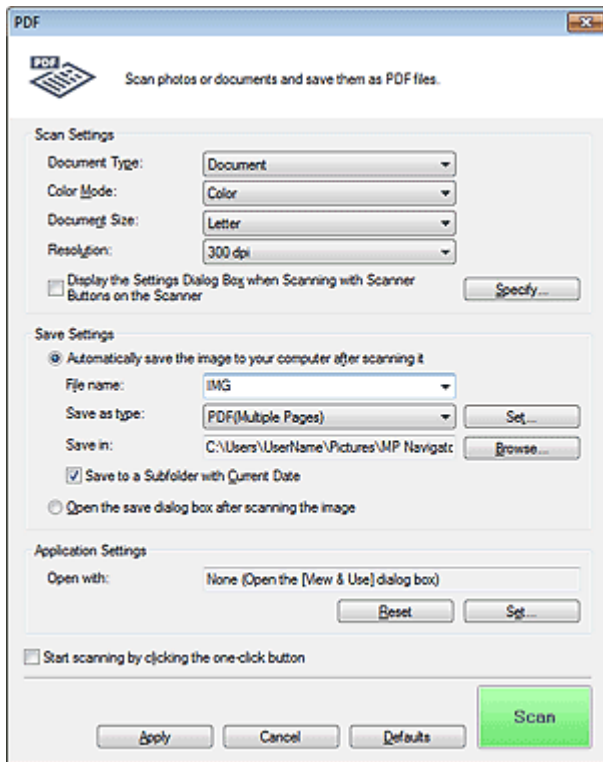 PDF
PDF
Scan photos or documents and save them as PDF files.
Scan Settings
Document Type: Document
Color Mode: Color
Document Size: Letter
Resolution: 300 dpi
Display the Settings Dialog Box when Scanning with Scanner
Buttons on the Scanner
Specify...
Save Settings
Automatically save the image to your computer after scanning it
File name: IMG
Save as type: PDF(Multiple Pages) Set...
Save in: C:\Users\UserName\Pictures\MP Navigatc Browse...
Save to a Subfolder with Current Date
Open the save dialog box after scanning the image
Application Settings
Open with: None (Open the [View & Use] dialog box)
Reset Set...
Start scanning by clicking the one-click button
Apply Cancel Defaults Scan